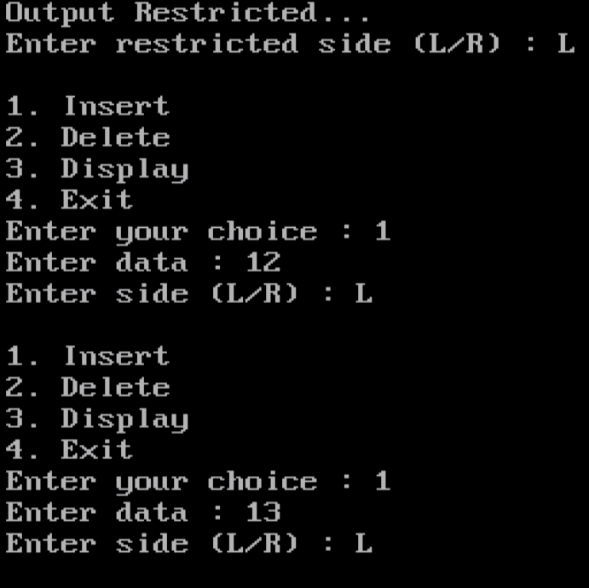 Output Restricted...
Enter restricted side (L/R) : L
1. Insert
2. Delete
3. Display
4. Exit
Enter your choice : 1
Enter data : 12
Enter side (L/R) : L
1. Insert
2. Delete
3. Display
4. Exit
Enter your choice : 1
Enter data : 13
Enter side (L/R) : L